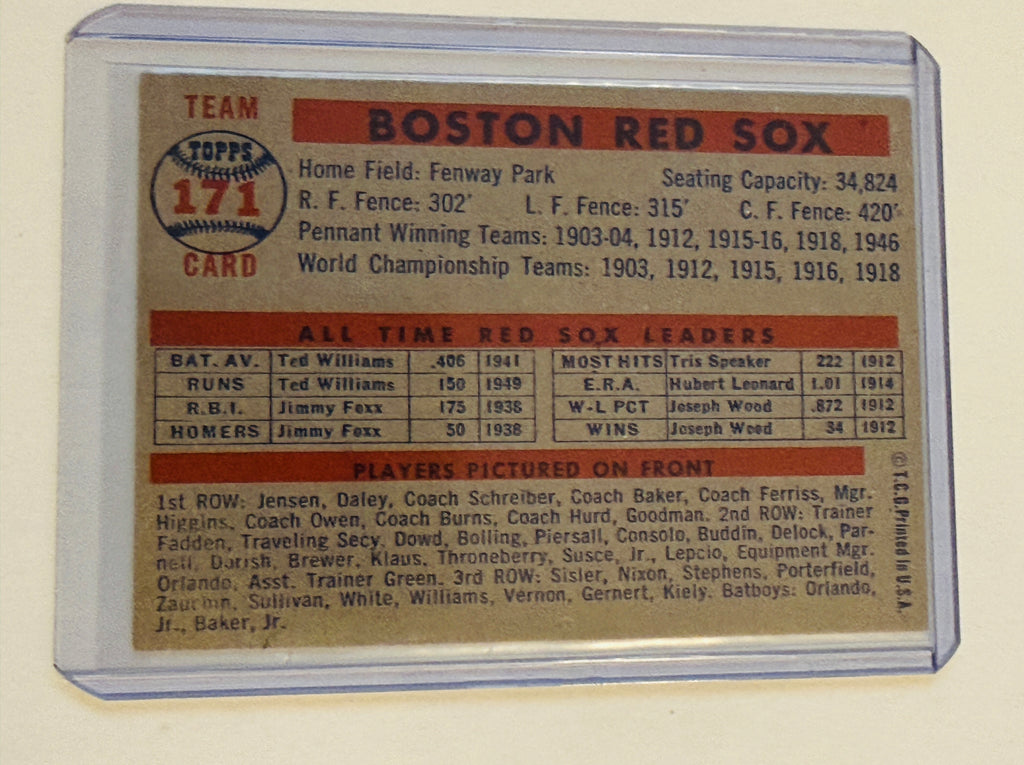 TEAM
TOPPS
171
CARD
BOSTON RED SOX
Home Field: Fenway Park Seating Capacity: 34,824
R. F. Fence: 302' L. F. Fence: 315' C. F. Fence: 420'
Pennant Winning Teams: 1903-04, 1912, 1915-16, 1918, 1946
World Championship Teams: 1903, 1912, 1915, 1916, 1918
ALL TIME RED SOX LEADERS
BAT. AV. Ted Williams .406 1941 MOST HITS Tris Speaker 222 1912
RUNS Ted Williams 150 1949 E.R.A. Hubert Leonard 1.01 1914
R.B.I. Jimmy Foxx 175 1938 W-L PCT Joseph Wood .872 1912
HOMERS Jimmy Foxx 50 1938 WINS Joseph Wood 34 1912
PLAYERS PICTURED ON FRONT
1st ROW: Jensen, Daley, Coach Schreiber, Coach Baker, Coach Ferriss, Mgr.
Higgins, Coach Owen, Coach Burns, Coach Hurd, Goodman. 2nd ROW: Trainer
Fadden, Traveling Secy, Dowd, Bolling, Piersall, Consolo, Buddin, Delock, Par-
nell, Dorish, Brewer, Klaus, Throneberry, Susce, Jr., Lepcio, Equipment Mgr.
Orlando, Asst. Trainer Green. 3rd ROW: Sisler, Nixon, Stephens, Porterfield,
Zauchin, Sullivan, White, Williams, Vernon, Gernert, Kiely. Batboys: Orlando,
Jr., Baker, Jr.
© T.C.G. Printed in U.S.A.